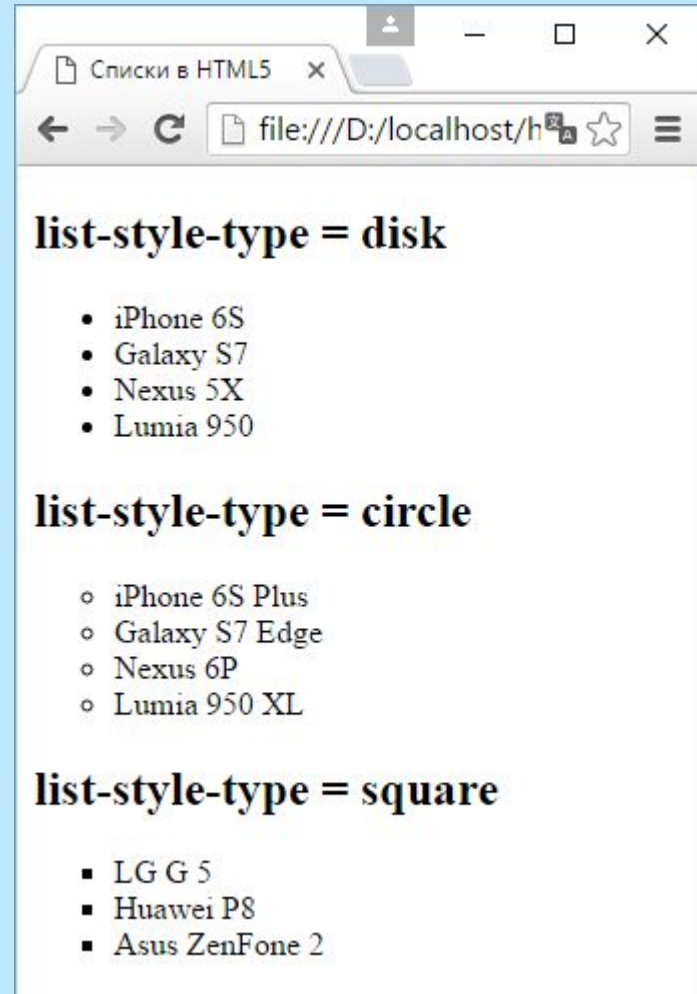 Списки в HTML5
file:///D:/localhost/h
list-style-type = disk
iPhone 6S
Galaxy S7
Nexus 5X
Lumia 950
list-style-type = circle
iPhone 6S Plus
Galaxy S7 Edge
Nexus 6P
Lumia 950 XL
list-style-type = square
LG G 5
Huawei P8
Asus ZenFone 2